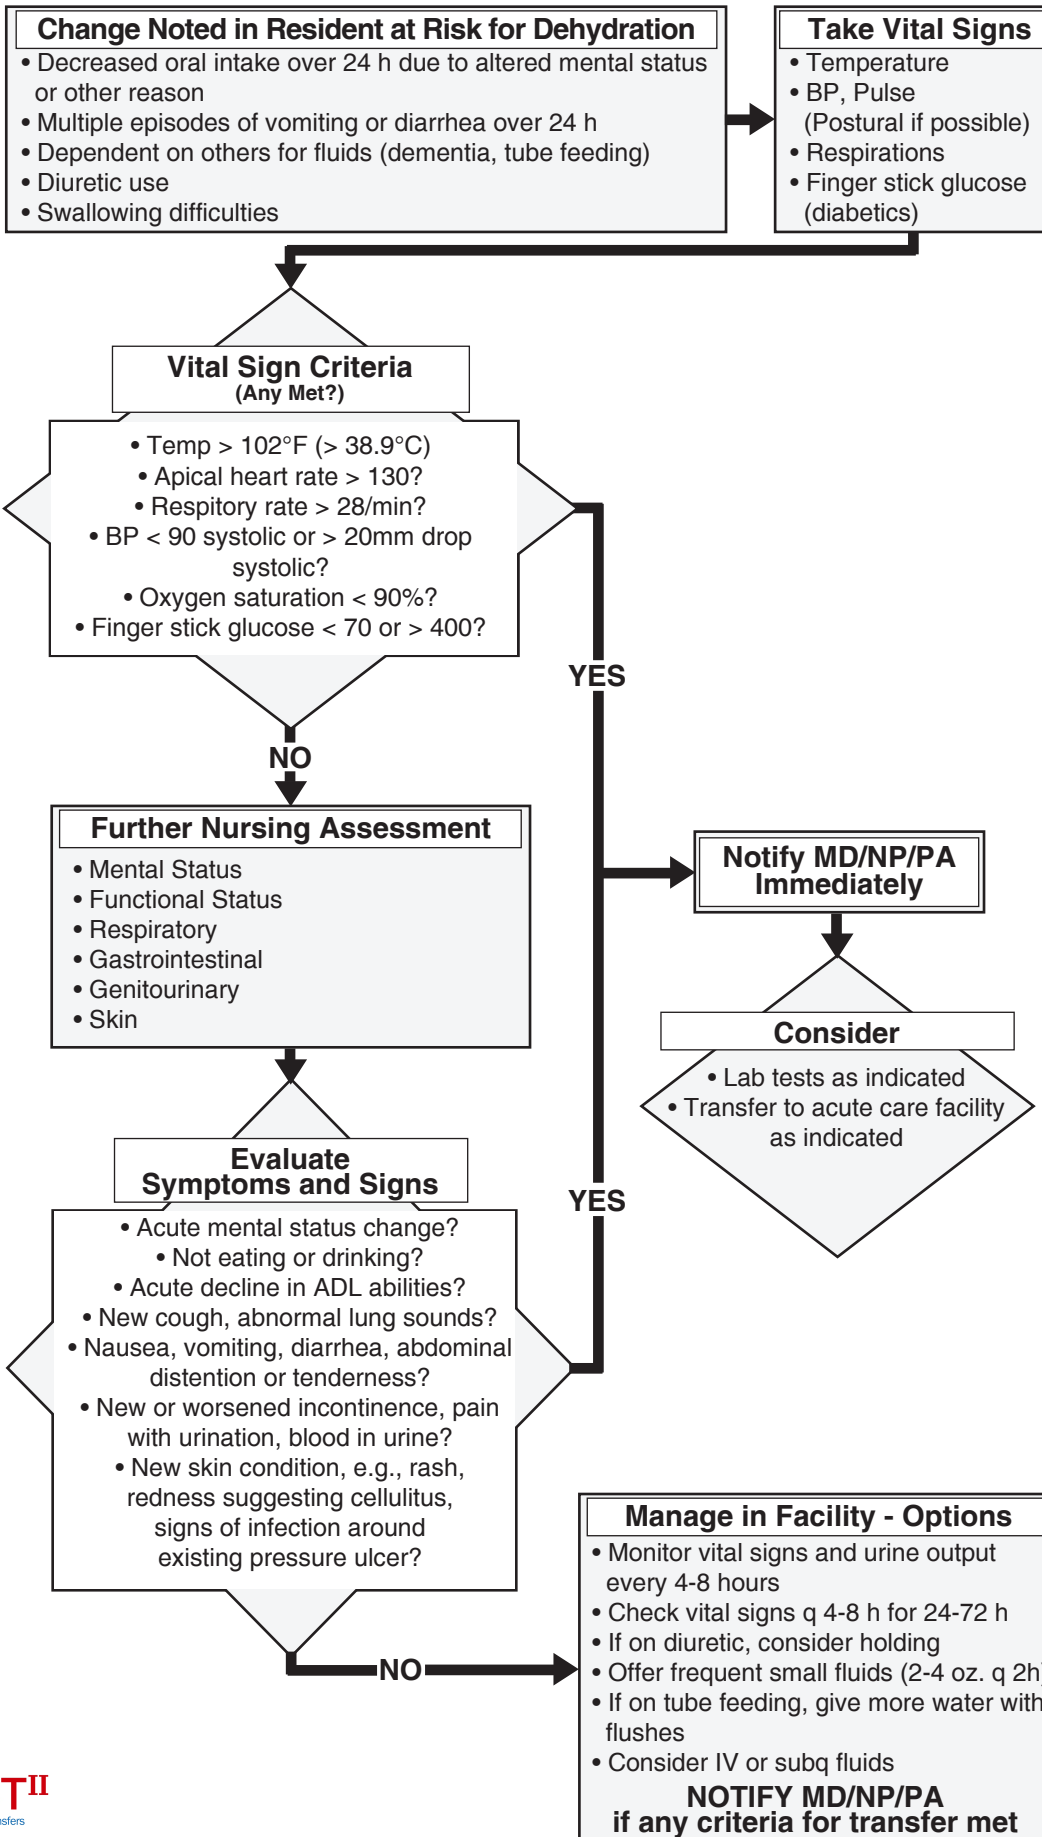 Change Noted in Resident at Risk for Dehydration
• Decreased oral intake over 24 h due to altered mental status
or other reason
• Multiple episodes of vomiting or diarrhea over 24 h
• Dependent on others for fluids (dementia, tube feeding)
• Diuretic use
• Swallowing difficulties
Take Vital Signs
• Temperature
• BP, Pulse
(Postural if possible)
• Respirations
• Finger stick glucose
(diabetics)
Vital Sign Criteria
(Any Met?)
• Temp > 102°F (> 38.9°C)
• Apical heart rate > 130?
• Respitory rate > 28/min?
• BP < 90 systolic or > 20mm drop
systolic?
• Oxygen saturation < 90%?
• Finger stick glucose < 70 or > 400?
YES
NO
Further Nursing Assessment
• Mental Status
• Functional Status
• Respiratory
• Gastrointestinal
• Genitourinary
• Skin
Notify MD/NP/PA
Immediately
Consider
• Lab tests as indicated
• Transfer to acute care facility
as indicated
Evaluate
Symptoms and Signs
• Acute mental status change?
• Not eating or drinking?
• Acute decline in ADL abilities?
• New cough, abnormal lung sounds?
• Nausea, vomiting, diarrhea, abdominal
distention or tenderness?
• New or worsened incontinence, pain
with urination, blood in urine?
• New skin condition, e.g., rash,
redness suggesting cellulitus,
signs of infection around
existing pressure ulcer?
YES
NO
Manage in Facility - Options
• Monitor vital signs and urine output
every 4-8 hours
• Check vital signs q 4-8 h for 24-72 h
• If on diuretic, consider holding
• Offer frequent small fluids (2-4 oz. q 2h)
• If on tube feeding, give more water with
flushes
• Consider IV or subq fluids
NOTIFY MD/NP/PA
if any criteria for transfer met
T II
nsfers